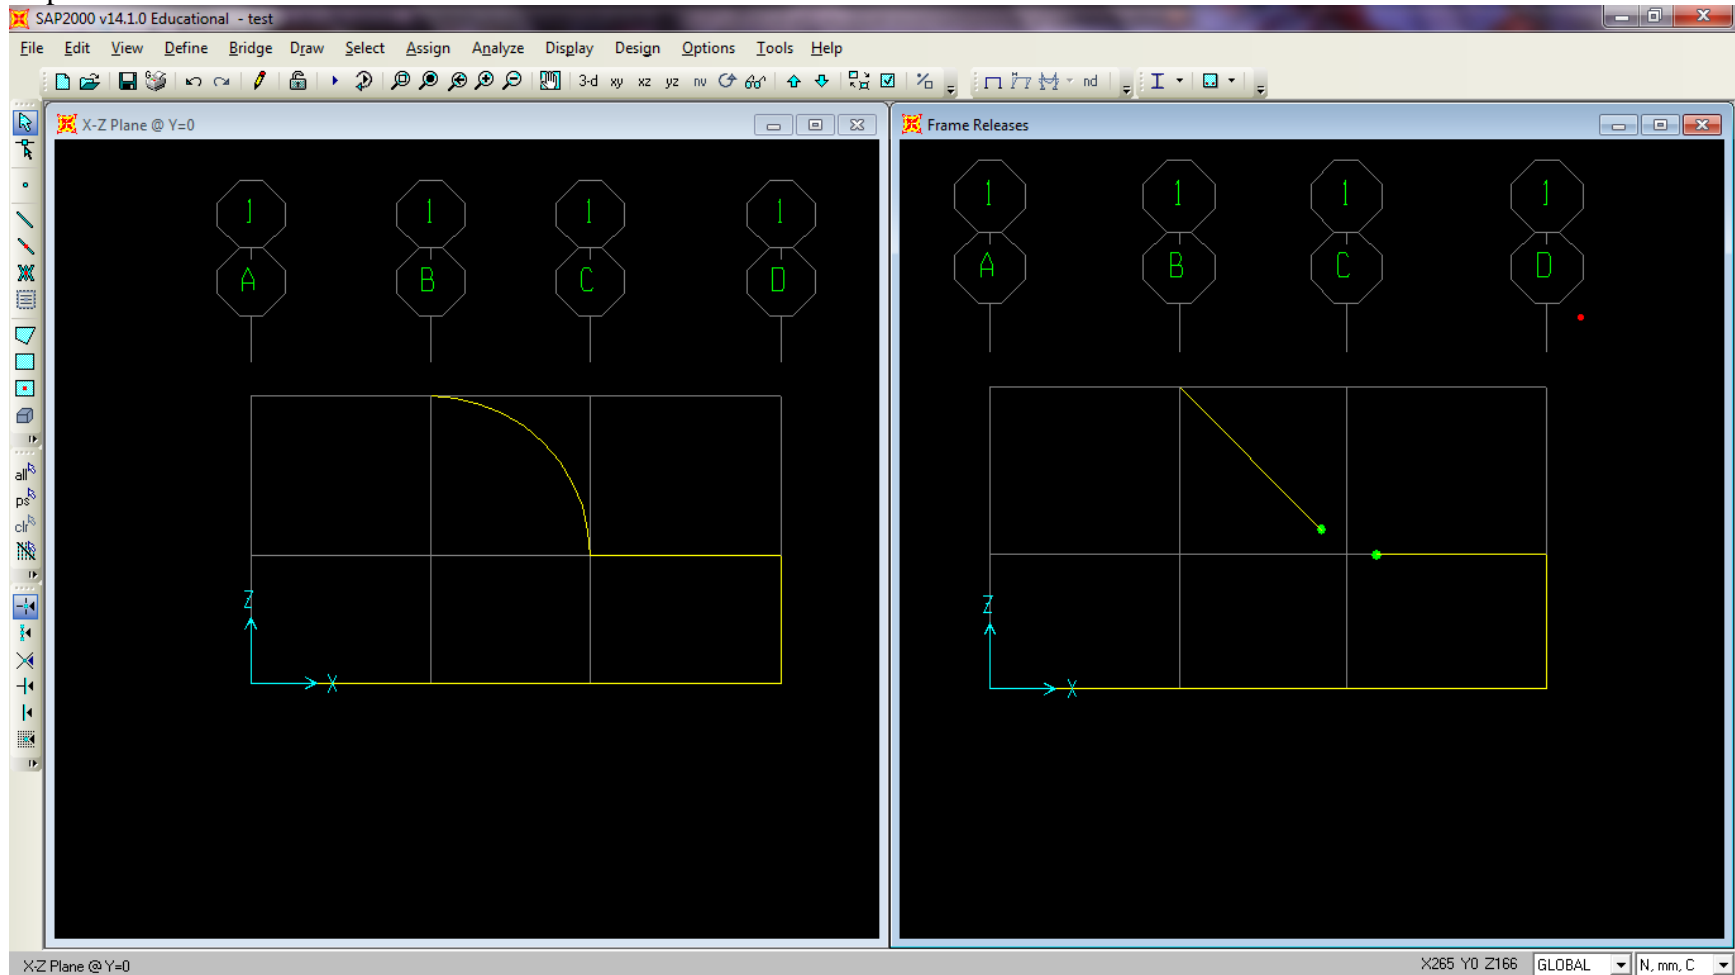 SAP2000 v14.1.0 Educational - test
File Edit View Define Bridge Draw Select Assign Analyze Display Design Options Tools Help
3-d xy xz yz nv nd
X-Z Plane @ Y=0
Frame Releases
1 1 1 1
A B C D
1 1 1 1
A B C D
all
ps
clr
Z
X
Z
X
X-Z Plane @ Y=0
X265 Y0 Z166
GLOBAL
N, mm, C